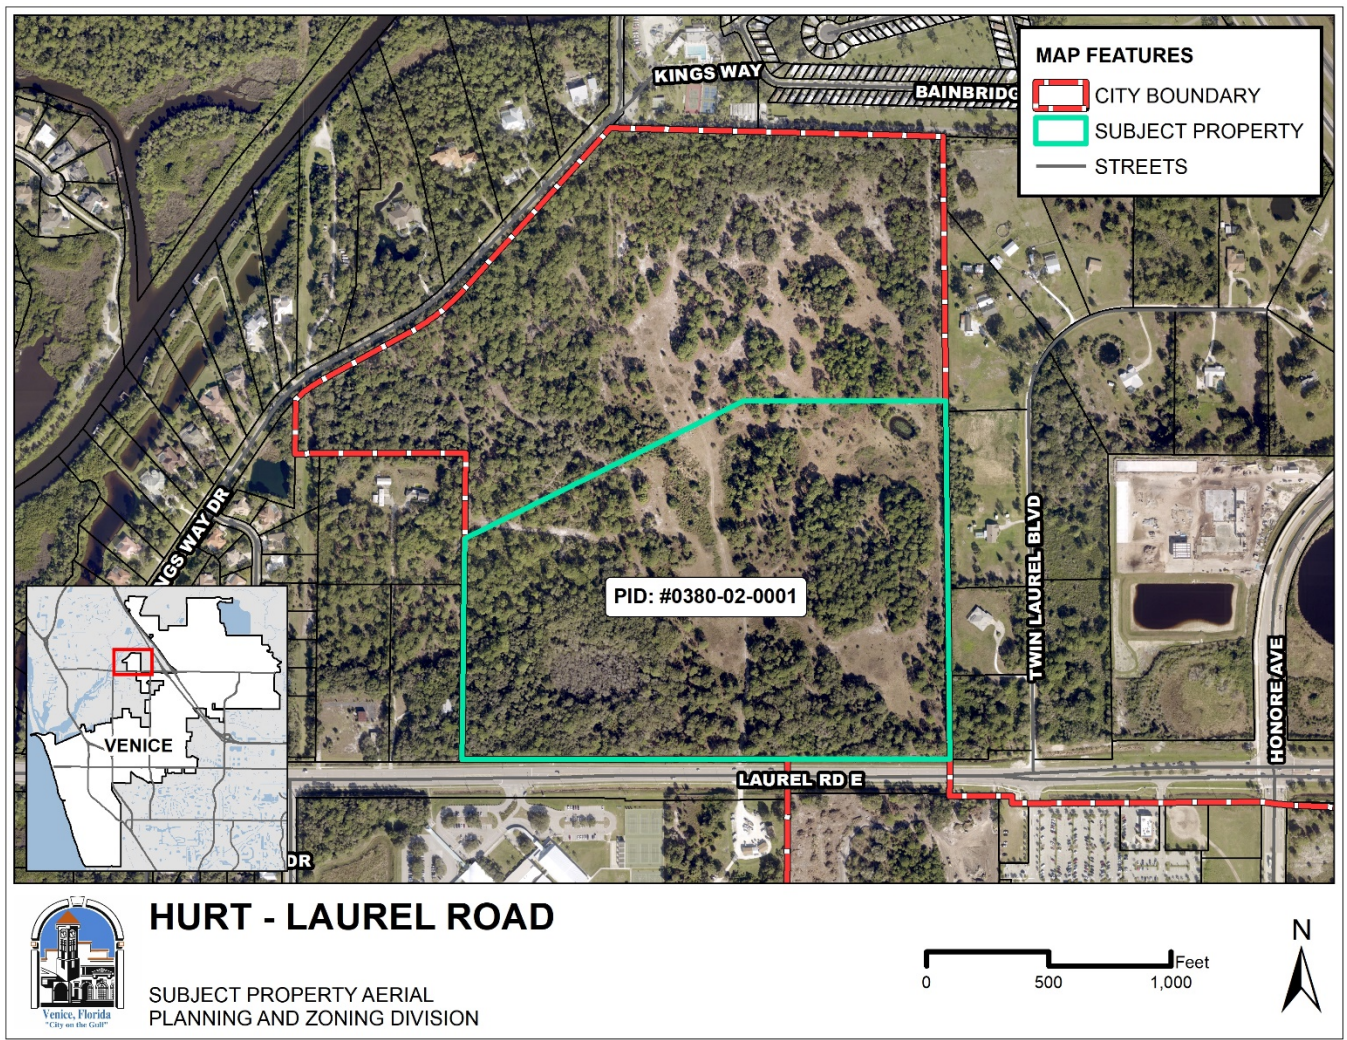 KINGS WAY
BAINBRIDG
MAP FEATURES
CITY BOUNDARY
SUBJECT PROPERTY
STREETS
NGS WAY DR
TWIN LAUREL BLVD
PID: #0380-02-0001
HONORE AVE
VENICE
LAUREL RD E
DR
HURT - LAUREL ROAD
SUBJECT PROPERTY AERIAL
PLANNING AND ZONING DIVISION
Venice, Florida
"City on the Gulf"
Feet
0 500 1,000
N